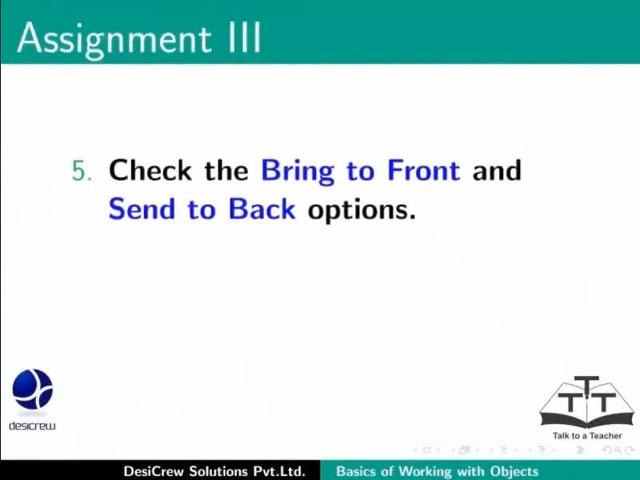 Assignment III
5. Check the Bring to Front and
Send to Back options.
desicrew
TTT
Talk to a Teacher
DesiCrew Solutions Pvt.Ltd.
Basics of Working with Objects